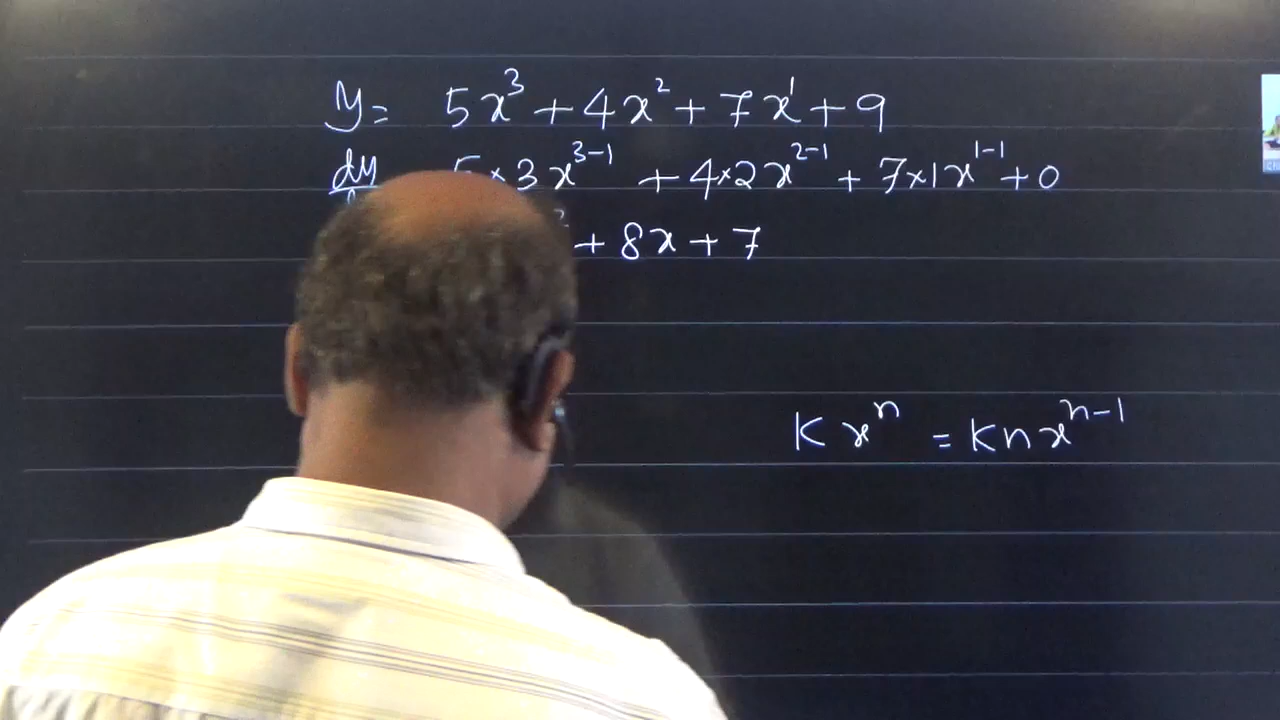 y = 5x³ + 4x² + 7x¹ + 9
dy 5×3x³⁻¹ + 4×2x²⁻¹ + 7×1x¹⁻¹ + 0
+ 8x + 7
Kxⁿ = Knxⁿ⁻¹